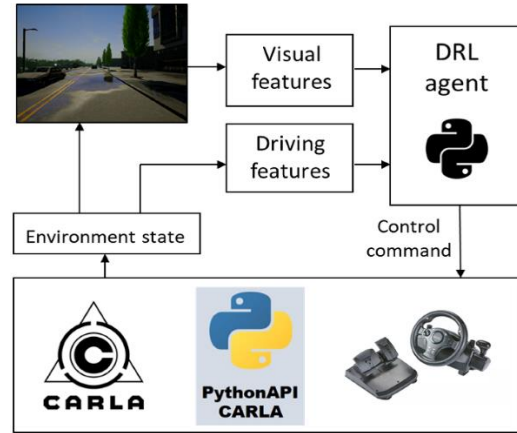 Visual
features
DRL
agent
Driving
features
Environment state
Control
command
CARLA
PythonAPI
CARLA